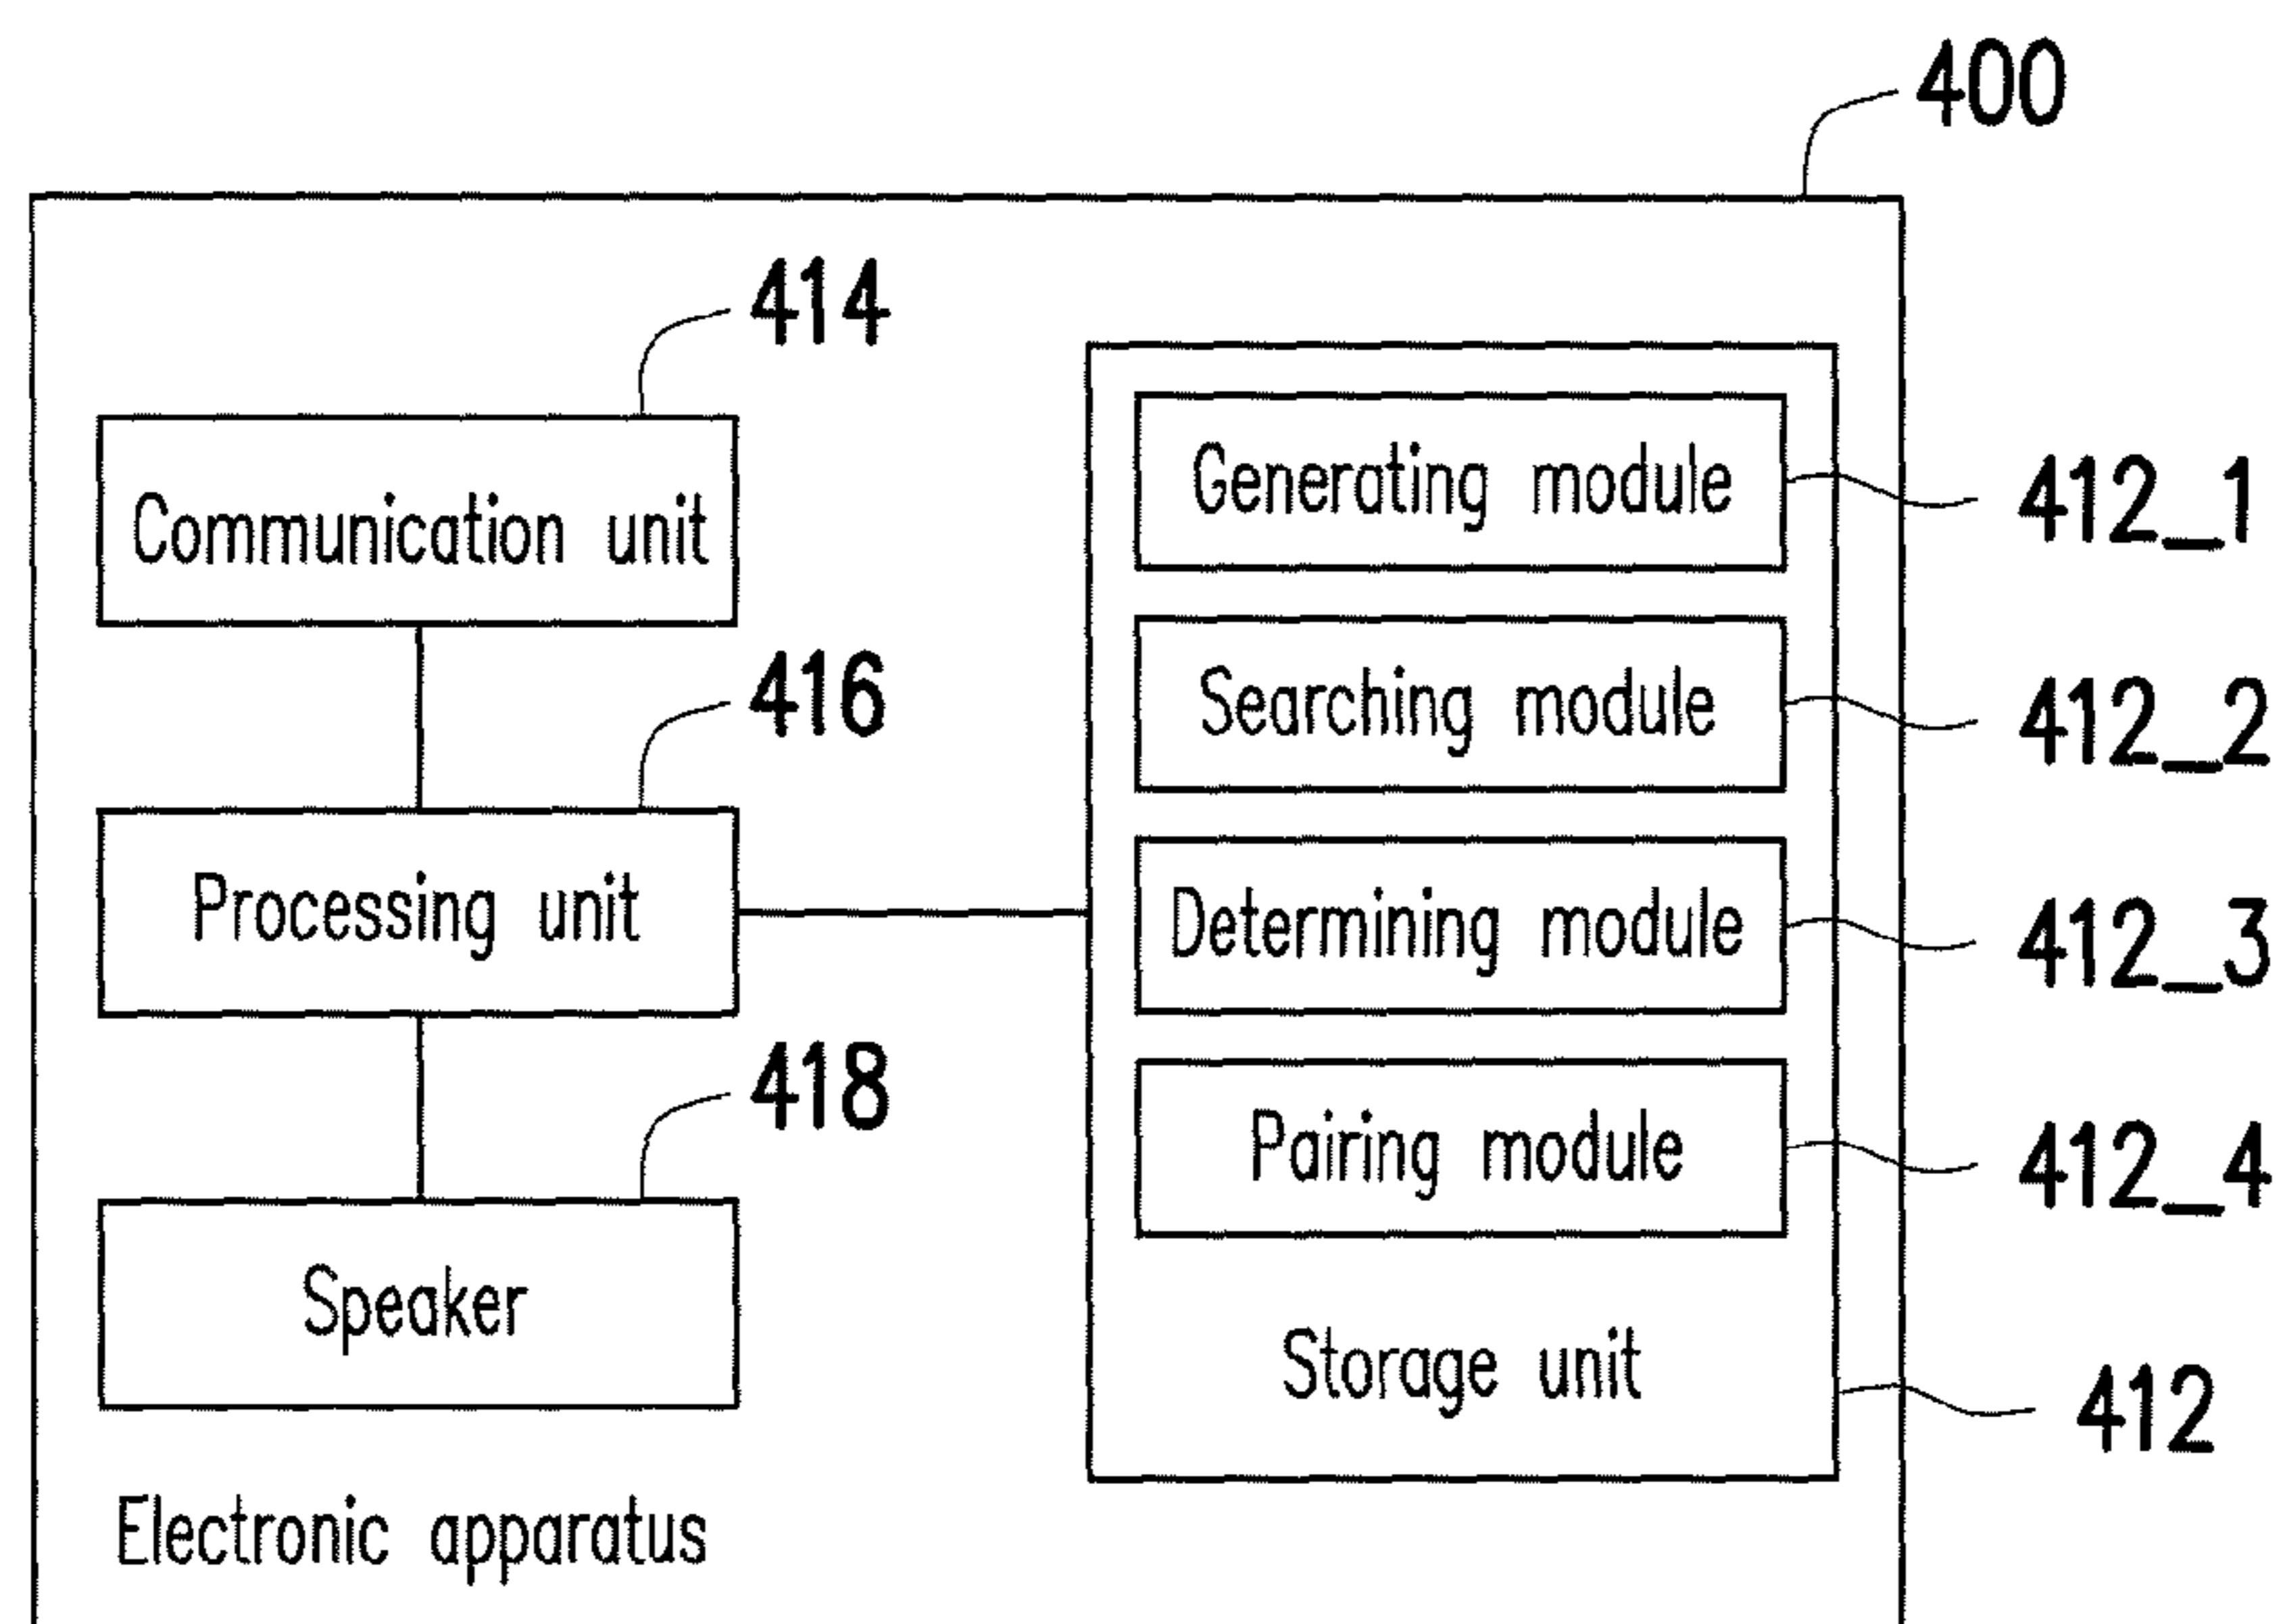 400
414
Communication unit
416
Processing unit
418
Speaker
Electronic apparatus
Generating module
412_1
Searching module
412_2
Determining module
412_3
Pairing module
412_4
Storage unit
412